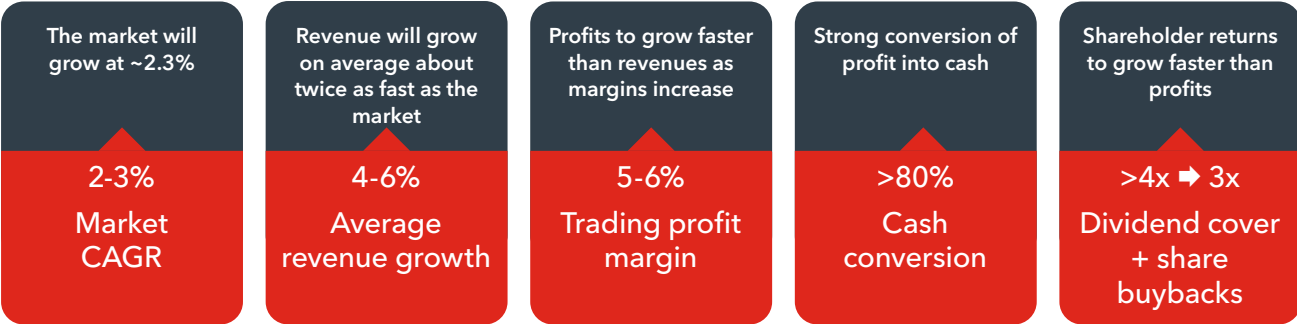 The market will
grow at ~2.3%
2-3%
Market
CAGR
Revenue will grow
on average about
twice as fast as the
market
4-6%
Average
revenue growth
Profits to grow faster
than revenues as
margins increase
5-6%
Trading profit
margin
Strong conversion of
profit into cash
>80%
Cash
conversion
Shareholder returns
to grow faster than
profits
>4x ➡ 3x
Dividend cover
+ share
buybacks